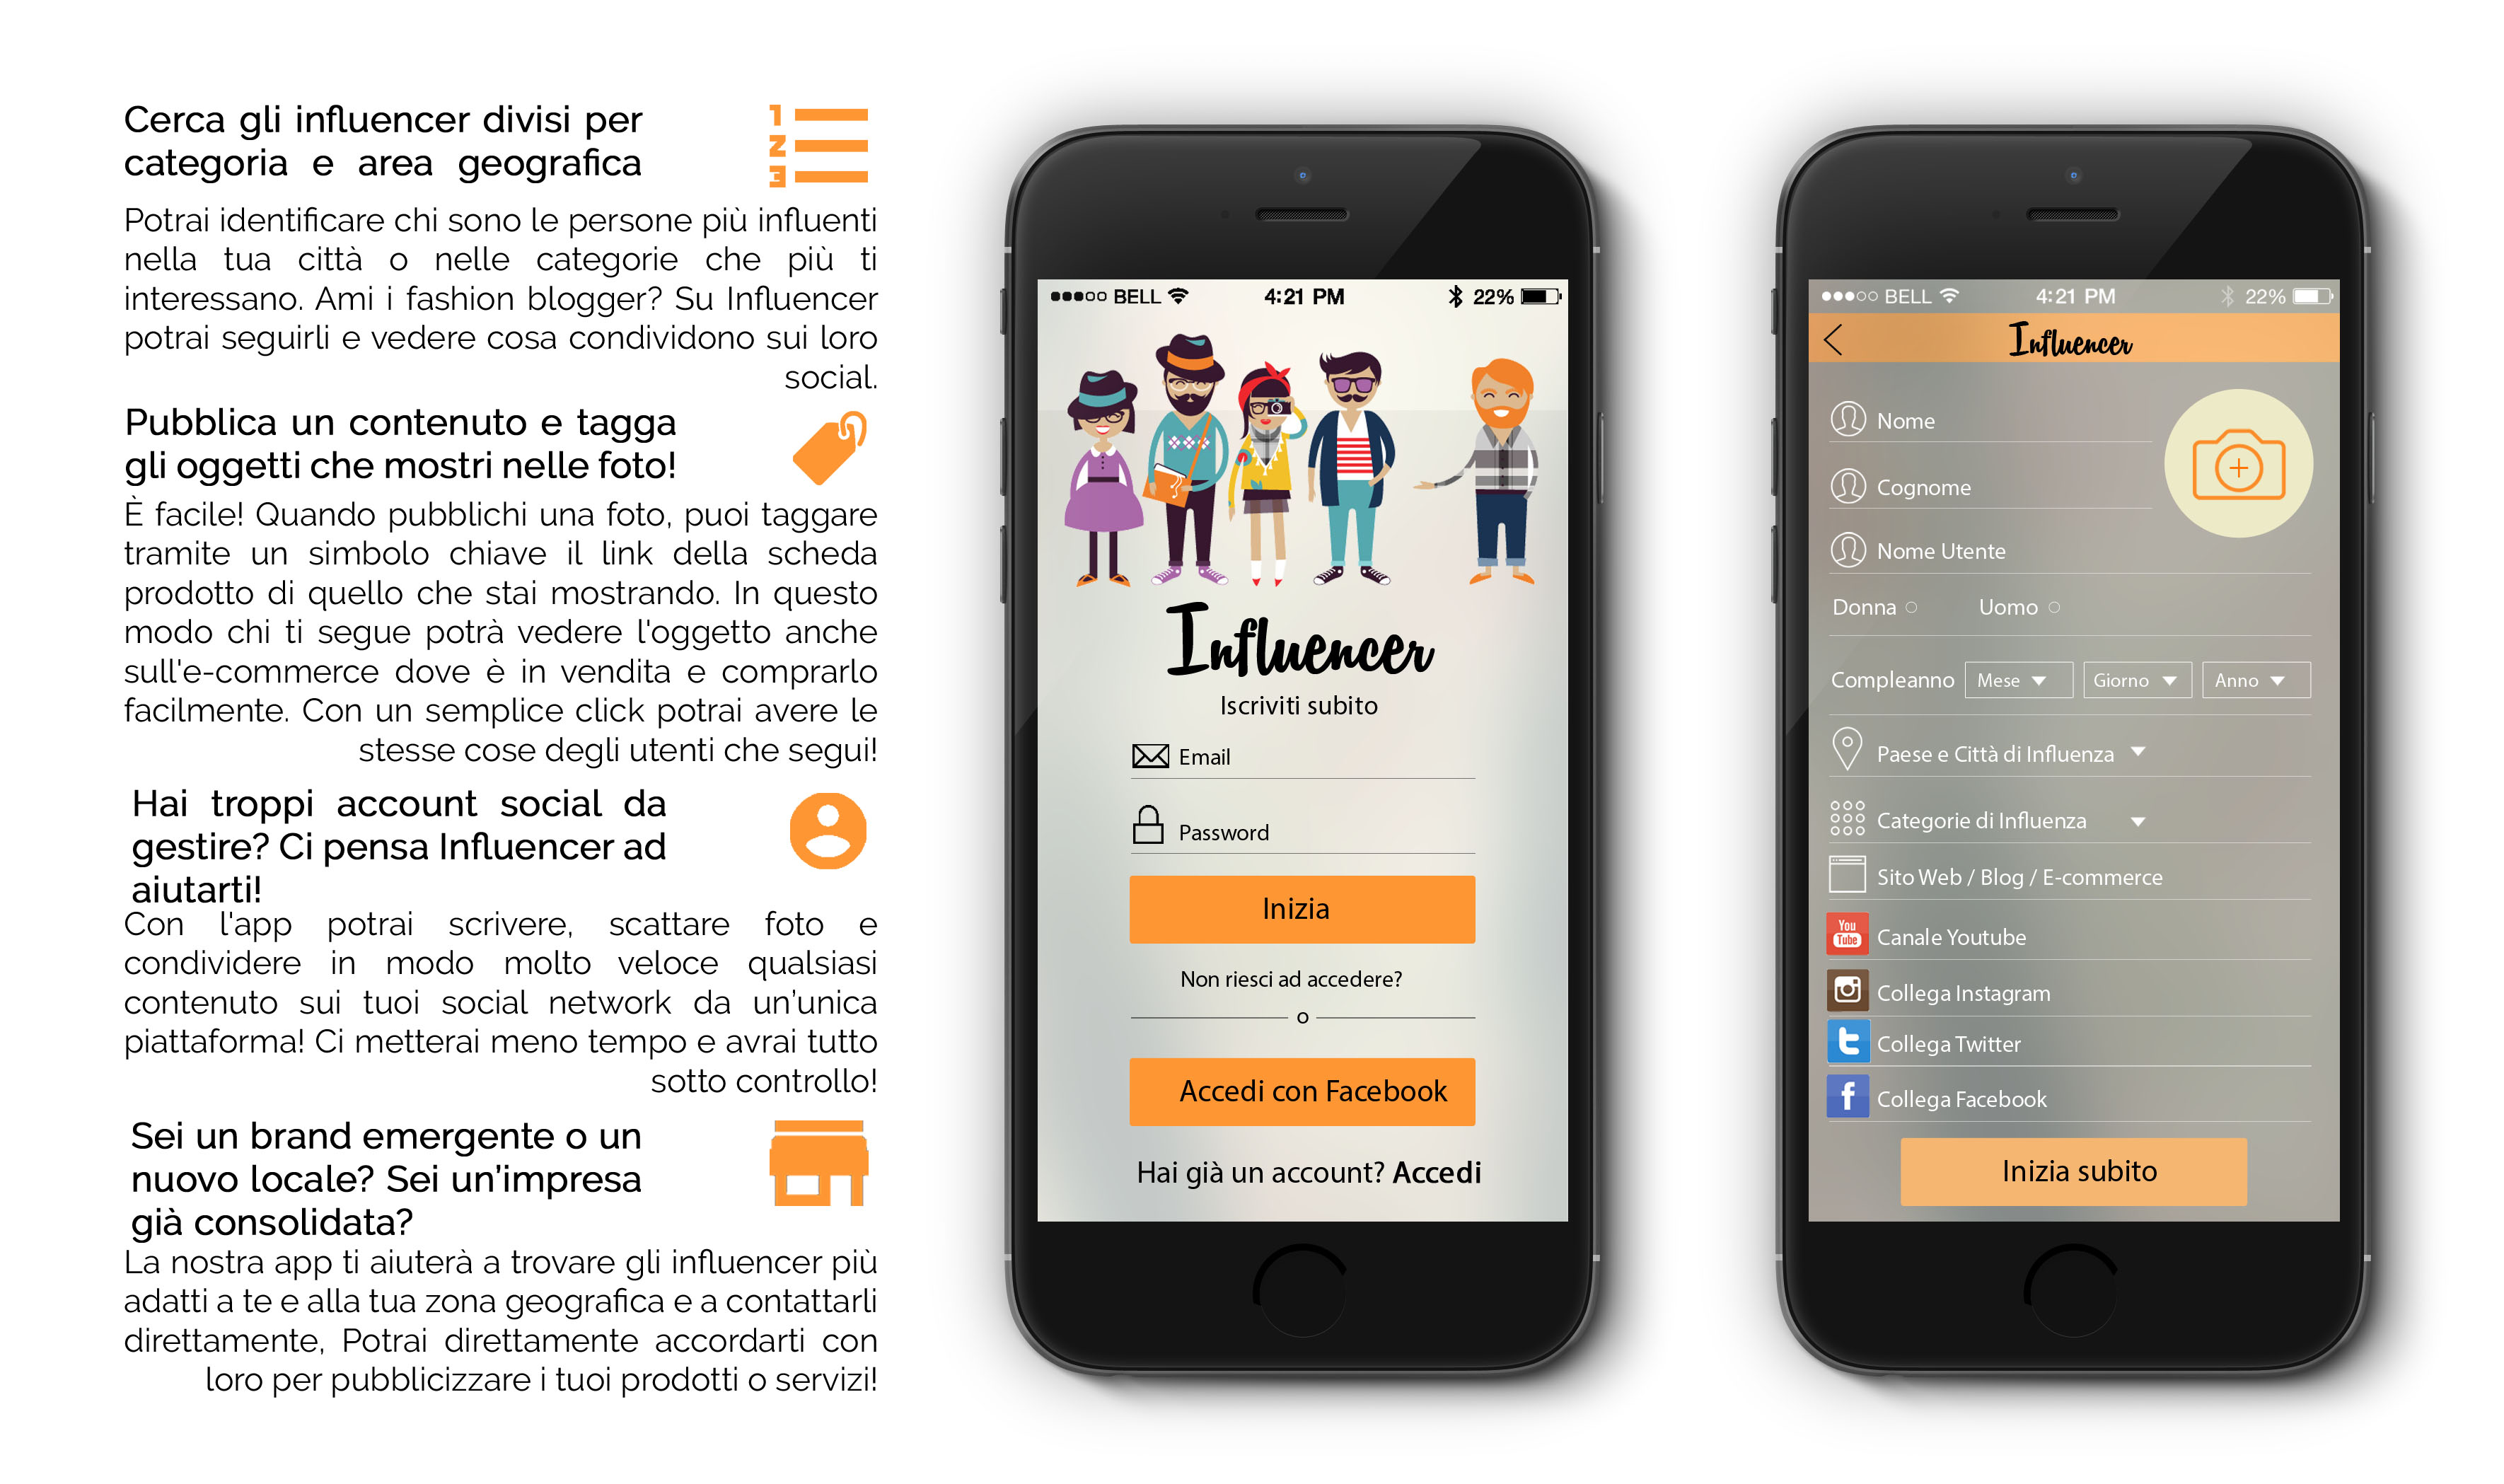 Cerca gli influencer divisi per
categoria e area geografica
1
2
3
Potrai identificare chi sono le persone più influenti
nella tua città o nelle categorie che più ti
interessano. Ami i fashion blogger? Su Influencer
potrai seguirli e vedere cosa condividono sui loro
social.
Pubblica un contenuto e tagga
gli oggetti che mostri nelle foto!
È facile! Quando pubblichi una foto, puoi taggare
tramite un simbolo chiave il link della scheda
prodotto di quello che stai mostrando. In questo
modo chi ti segue potrà vedere l'oggetto anche
sull'e-commerce dove è in vendita e comprarlo
facilmente. Con un semplice click potrai avere le
stesse cose degli utenti che segui!
Hai troppi account social da
gestire? Ci pensa Influencer ad
aiutarti!
Con l'app potrai scrivere, scattare foto e
condividere in modo molto veloce qualsiasi
contenuto sui tuoi social network da un’unica
piattaforma! Ci metterai meno tempo e avrai tutto
sotto controllo!
Sei un brand emergente o un
nuovo locale? Sei un’impresa
già consolidata?
La nostra app ti aiuterà a trovare gli influencer più
adatti a te e alla tua zona geografica e a contattarli
direttamente, Potrai direttamente accordarti con
loro per pubblicizzare i tuoi prodotti o servizi!
BELL 4:21 PM 22%
Influencer
Iscriviti subito
Email
Password
Inizia
Non riesci ad accedere?
o
Accedi con Facebook
Hai già un account? Accedi
BELL 4:21 PM 22%
Influencer
Nome
Cognome
Nome Utente
Donna Uomo
Compleanno Mese Giorno Anno
Paese e Città di Influenza
Categorie di Influenza
Sito Web / Blog / E-commerce
You Tube Canale Youtube
Collega Instagram
t Collega Twitter
f Collega Facebook
Inizia subito